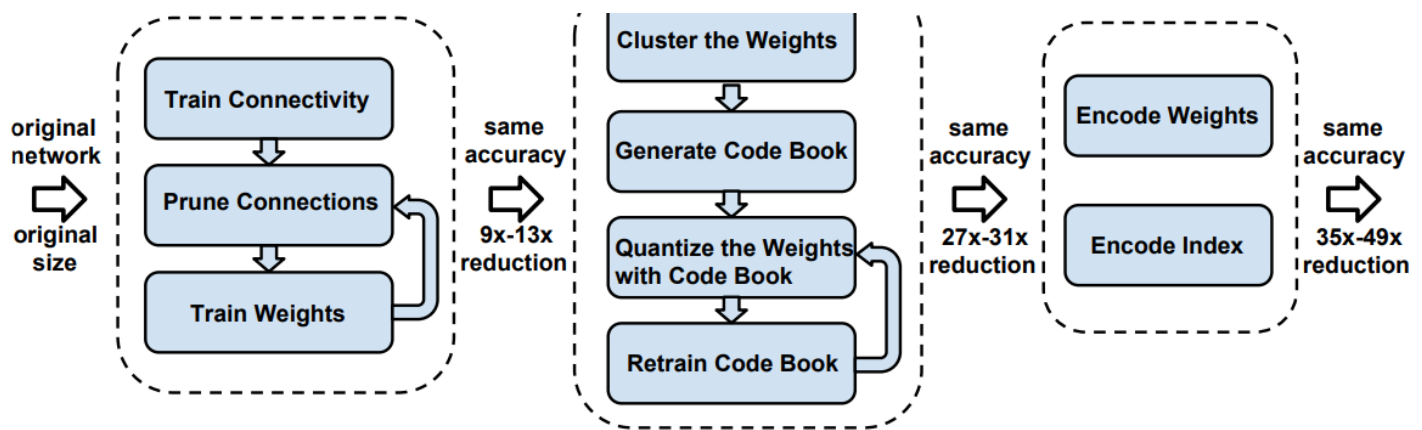 original
network
original
size
Train Connectivity
Prune Connections
Train Weights
same
accuracy
9x-13x
reduction
Cluster the Weights
Generate Code Book
Quantize the Weights
with Code Book
Retrain Code Book
same
accuracy
27x-31x
reduction
Encode Weights
Encode Index
same
accuracy
35x-49x
reduction